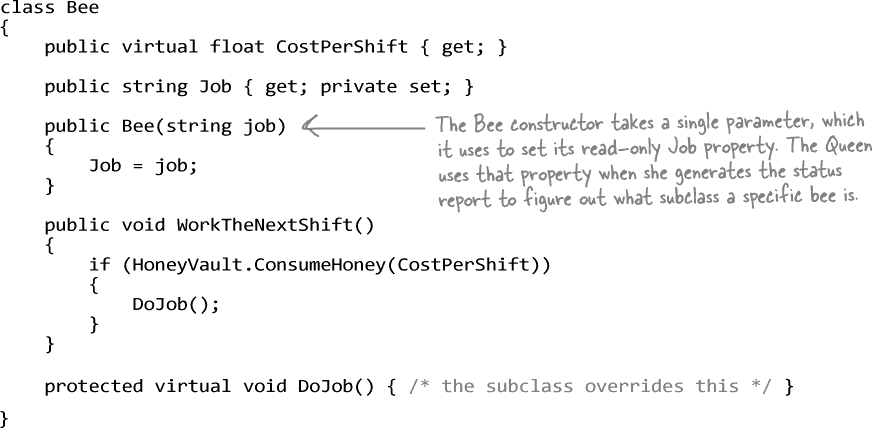 class Bee
{
    public virtual float CostPerShift { get; }
    public string Job { get; private set; }
    public Bee(string job)
    {
        Job = job;
    }
The Bee constructor takes a single parameter, which
it uses to set its read-only Job property. The Queen
uses that property when she generates the status
report to figure out what subclass a specific bee is.
    public void WorkTheNextShift()
    {
        if (HoneyVault.ConsumeHoney(CostPerShift))
        {
            DoJob();
        }
    }
    protected virtual void DoJob() { /* the subclass overrides this */ }
}